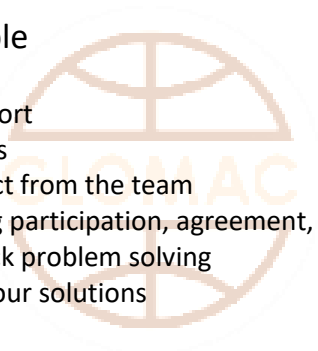 ole
ort
s
ct from the team
g participation, agreement,
k problem solving
our solutions
GLOMAC